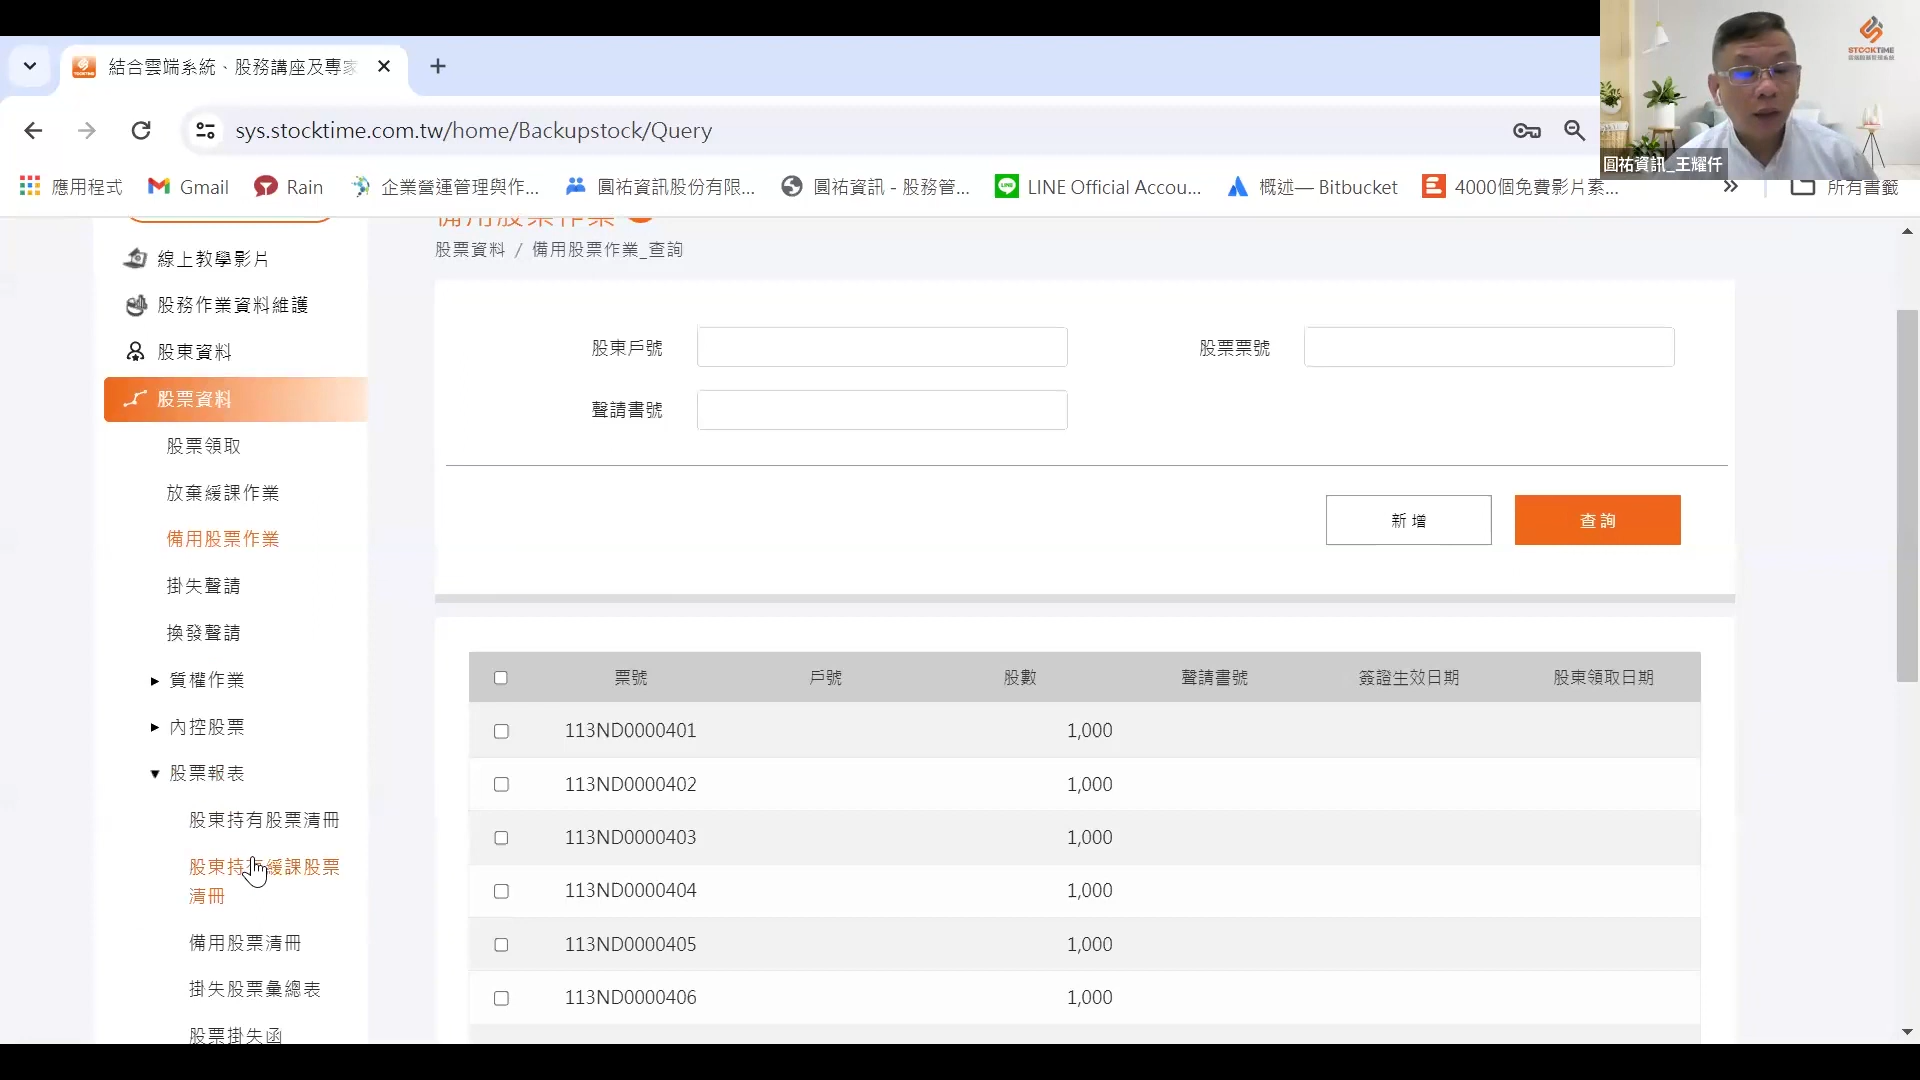 結合雲端系統、股務講座及專家
sys.stocktime.com.tw/home/Backupstock/Query
應用程式
Gmail
Rain
企業營運管理與作...
圓祐資訊股份有限...
圓祐資訊 - 股務管...
LINE Official Accou...
概述— Bitbucket
4000個免費影片素...
所有書籤
STOCKTIME
圓祐資訊_王耀仟
備用股票作業
股票資料 / 備用股票作業_查詢
線上教學影片
股務作業資料維護
股東資料
股票資料
股票領取
放棄緩課作業
備用股票作業
掛失聲請
換發聲請
質權作業
內控股票
股票報表
股東持有股票清冊
股東持有緩課股票
清冊
備用股票清冊
掛失股票彙總表
股票掛失函
股東戶號
股票票號
聲請書號
新增
查詢
票號 戶號 股數 聲請書號 簽證生效日期 股東領取日期
113ND0000401 1,000
113ND0000402 1,000
113ND0000403 1,000
113ND0000404 1,000
113ND0000405 1,000
113ND0000406 1,000